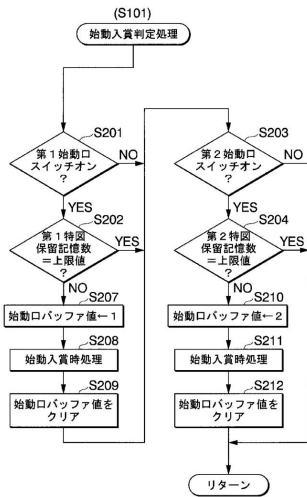 (S101)
始動入賞判定処理
S201
第1始動口
スイッチオン
?
NO
YES
S202
第1特図
保留記憶数
=上限値
?
YES
NO
S207
始動口バッファ値←1
S208
始動入賞時処理
S209
始動口バッファ値を
クリア
S203
第2始動口
スイッチオン
?
NO
YES
S204
第2特図
保留記憶数
=上限値
?
YES
NO
S210
始動口バッファ値←2
S211
始動入賞時処理
S212
始動口バッファ値を
クリア
リターン